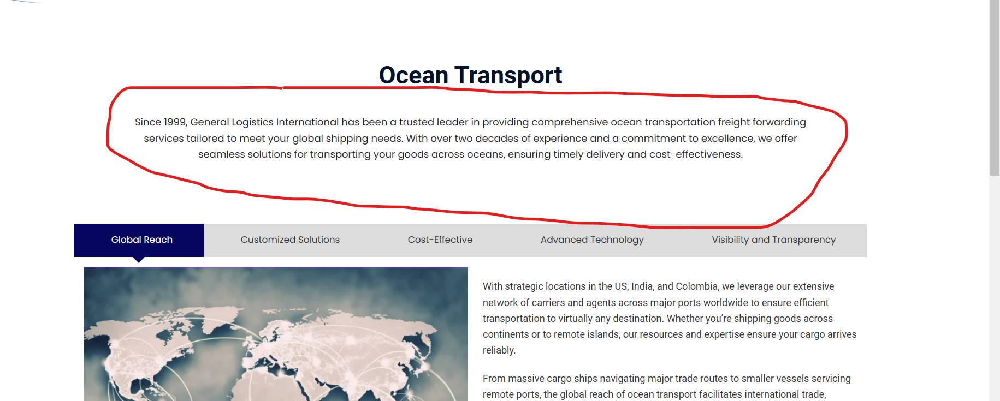 Ocean Transport
Since 1999, General Logistics International has been a trusted leader in providing comprehensive ocean transportation freight forwarding
services tailored to meet your global shipping needs. With over two decades of experience and a commitment to excellence, we offer
seamless solutions for transporting your goods across oceans, ensuring timely delivery and cost-effectiveness.
Global Reach
Customized Solutions
Cost-Effective
Advanced Technology
Visibility and Transparency
With strategic locations in the US, India, and Colombia, we leverage our extensive
network of carriers and agents across major ports worldwide to ensure efficient
transportation to virtually any destination. Whether you’re shipping goods across
continents or to remote islands, our resources and expertise ensure your cargo arrives
reliably.
From massive cargo ships navigating major trade routes to smaller vessels servicing
remote ports, the global reach of ocean transport facilitates international trade,